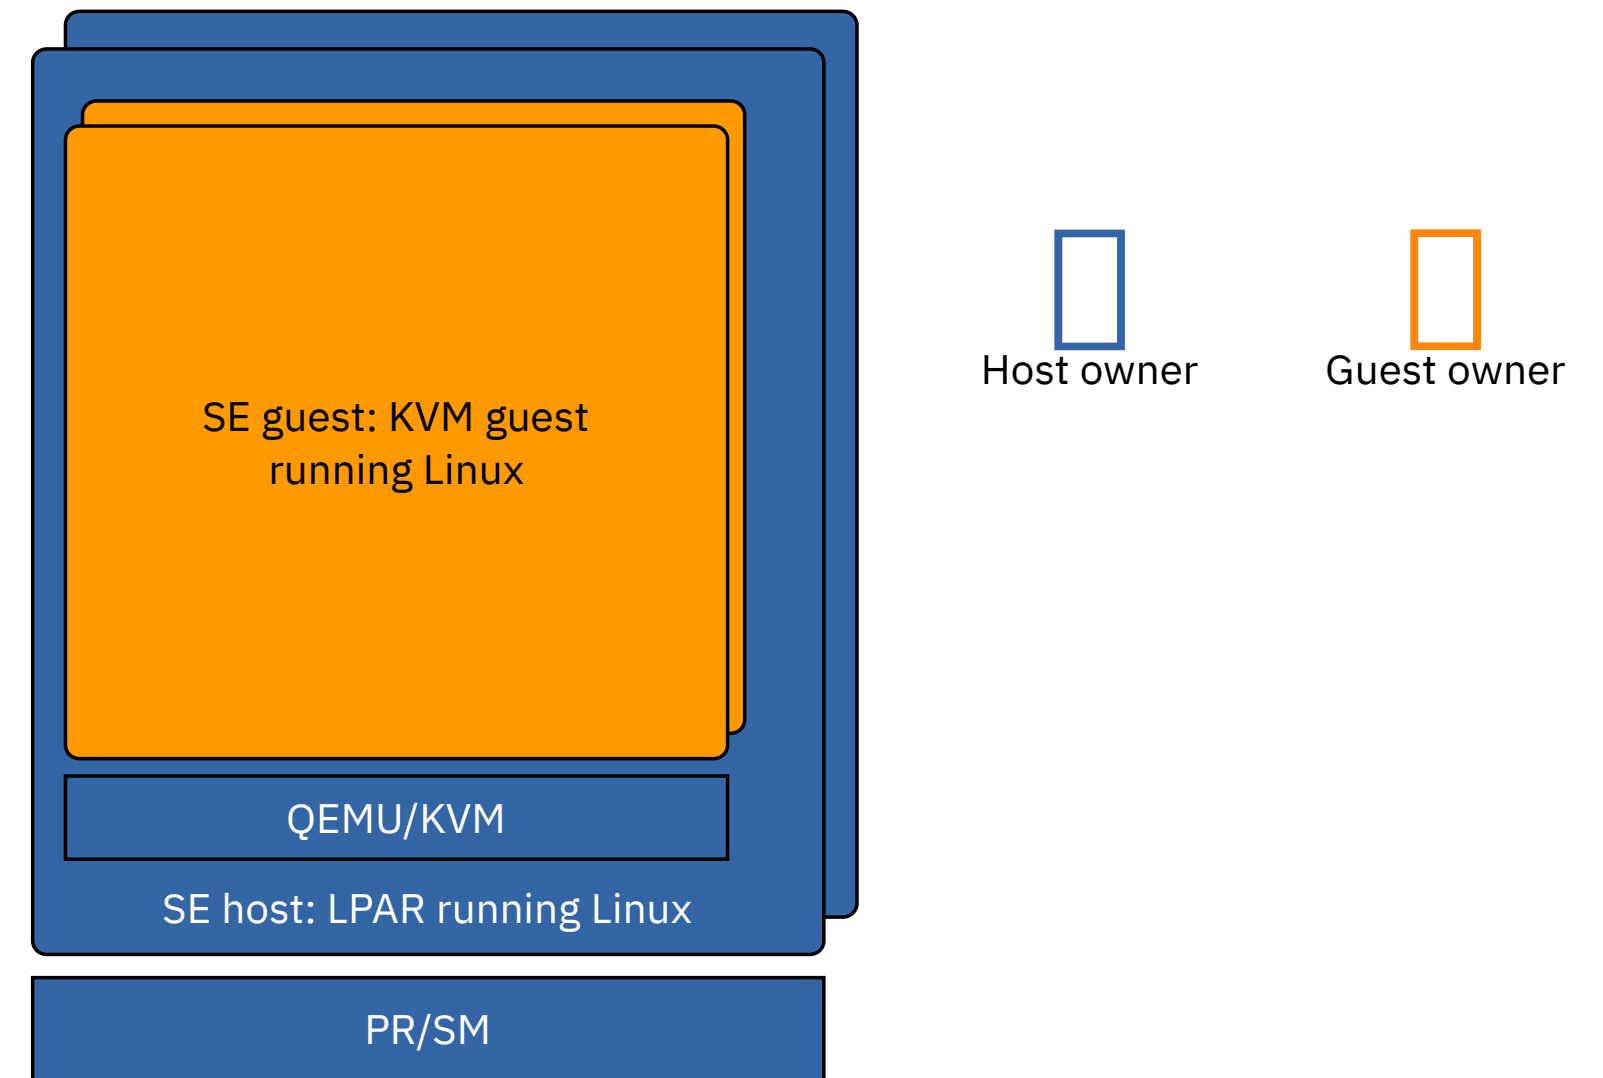 SE guest: KVM guest
running Linux
QEMU/KVM
SE host: LPAR running Linux
PR/SM
Host owner
Guest owner